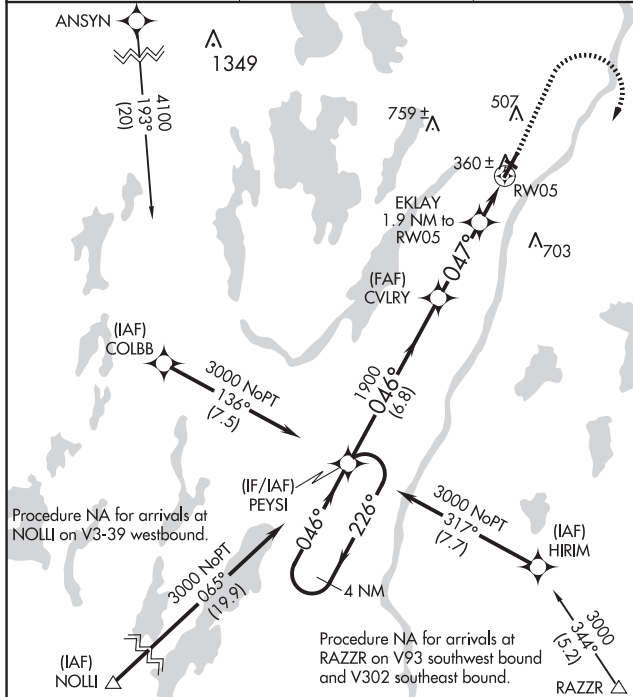 ANSYN
1349
4100
193°
(20)
759 ±
507
360 ±
RW05
EKLAY
1.9 NM to
RW05
703
047°
(FAF)
CVLRY
(IAF)
COLBB
3000 NoPT
136°
(7.5)
1900
046°
(6.8)
(IF/IAF)
PEYSI
046°
226°
4 NM
3000 NoPT
317°
(7.7)
(IAF)
HIRIM
Procedure NA for arrivals at
NOLLI on V3-39 westbound.
3000 NoPT
065°
(19.9)
(IAF)
NOLLI
Procedure NA for arrivals at
RAZZR on V93 southwest bound
and V302 southeast bound.
3000
344°
(5.2)
RAZZR